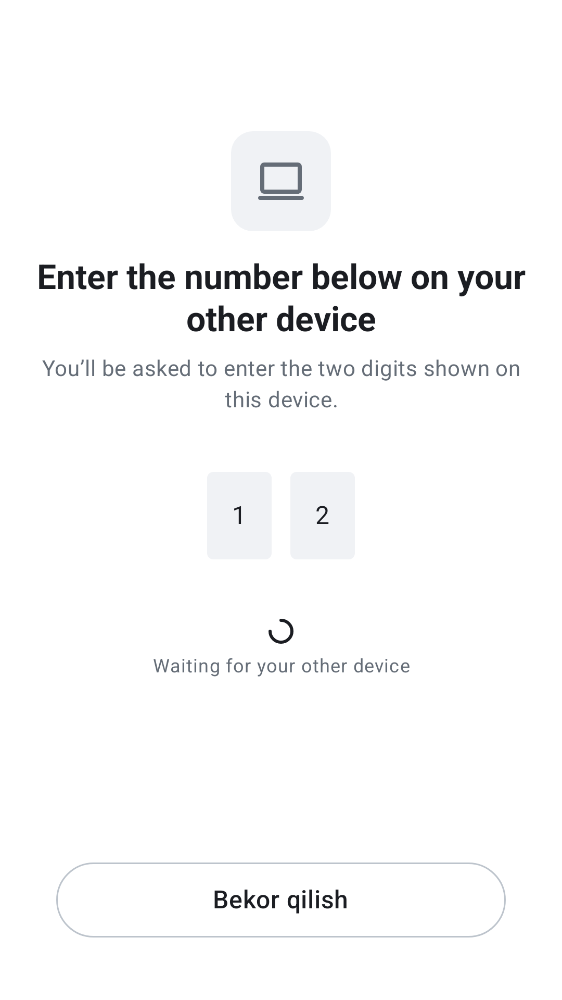 Enter the number below on your
other device
You’ll be asked to enter the two digits shown on
this device.
1 2
Waiting for your other device
Bekor qilish